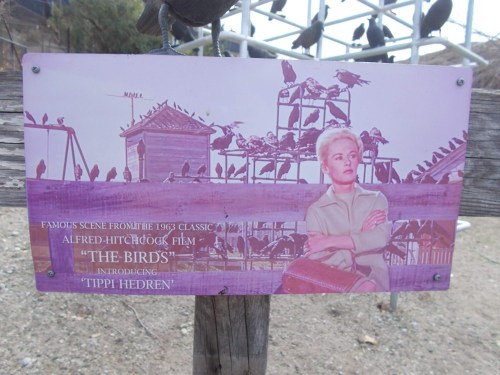 FAMOUS SCENE FROM THE 1963 CLASSIC
ALFRED HITCHCOCK FILM
"THE BIRDS"
INTRODUCING
'TIPPI HEDREN'